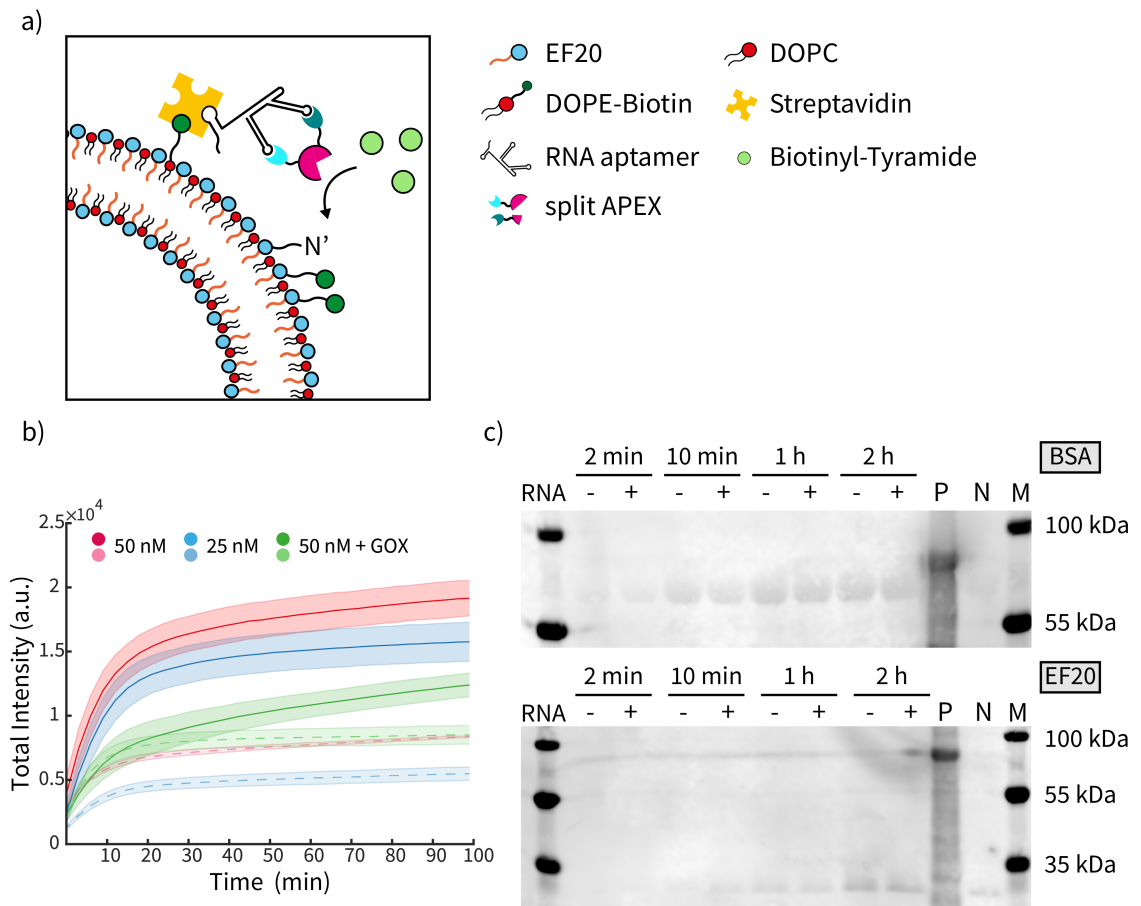 a)
EF20
DOPC
DOPE-Biotin
Streptavidin
RNA aptamer
Biotinyl-Tyramide
split APEX
N'
b)
2.5×10⁴
50 nM
25 nM
50 nM + GOX
2
1.5
1
0.5
0
Total Intensity (a.u.)
10 20 30 40 50 60 70 80 90 100
Time (min)
c)
2 min 10 min 1 h 2 h BSA
RNA - + - + - + - + P N M
100 kDa
55 kDa
2 min 10 min 1 h 2 h EF20
RNA - + - + - + - + P N M
100 kDa
55 kDa
35 kDa